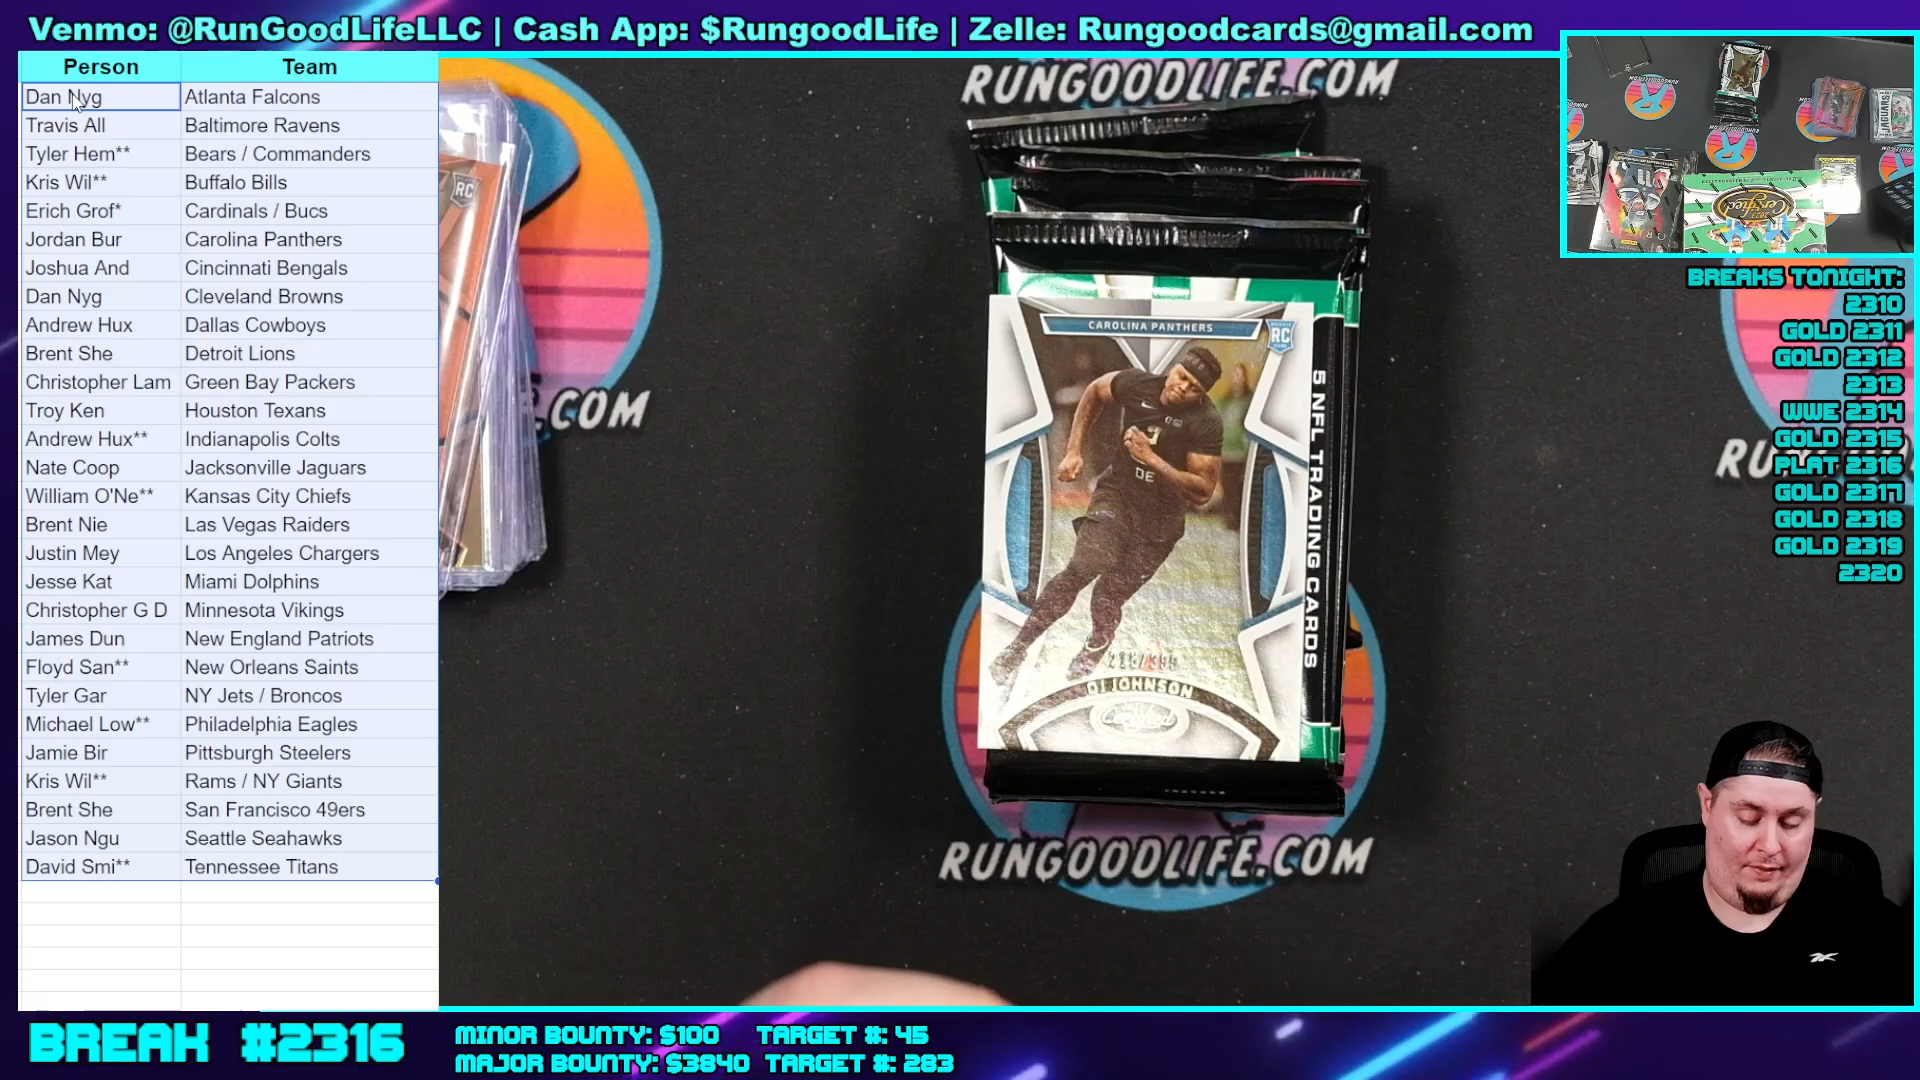 Venmo: @RunGoodLifeLLC | Cash App: $RungoodLife | Zelle: Rungoodcards@gmail.com
Person Team
Dan Nyg Atlanta Falcons
Travis All Baltimore Ravens
Tyler Hem** Bears / Commanders
Kris Wil** Buffalo Bills
Erich Grof* Cardinals / Bucs
Jordan Bur Carolina Panthers
Joshua And Cincinnati Bengals
Dan Nyg Cleveland Browns
Andrew Hux Dallas Cowboys
Brent She Detroit Lions
Christopher Lam Green Bay Packers
Troy Ken Houston Texans
Andrew Hux** Indianapolis Colts
Nate Coop Jacksonville Jaguars
William O'Ne** Kansas City Chiefs
Brent Nie Las Vegas Raiders
Justin Mey Los Angeles Chargers
Jesse Kat Miami Dolphins
Christopher G D Minnesota Vikings
James Dun New England Patriots
Floyd San** New Orleans Saints
Tyler Gar NY Jets / Broncos
Michael Low** Philadelphia Eagles
Jamie Bir Pittsburgh Steelers
Kris Wil** Rams / NY Giants
Brent She San Francisco 49ers
Jason Ngu Seattle Seahawks
David Smi** Tennessee Titans
RC
E.COM
RUNGOODLIFE.COM
CAROLINA PANTHERS
RC
DE
5 NFL TRADING CARDS
DJ JOHNSON
Certified
RUNGOODLIFE.COM
JAGUARS
2023
Certified
BREAKS TONIGHT:
2310
GOLD 2311
GOLD 2312
2313
WWE 2314
GOLD 2315
PLAT 2316
GOLD 2317
GOLD 2318
GOLD 2319
2320
RU
BREAK #2316
MINOR BOUNTY: $100 TARGET #: 45
MAJOR BOUNTY: $3840 TARGET #: 283